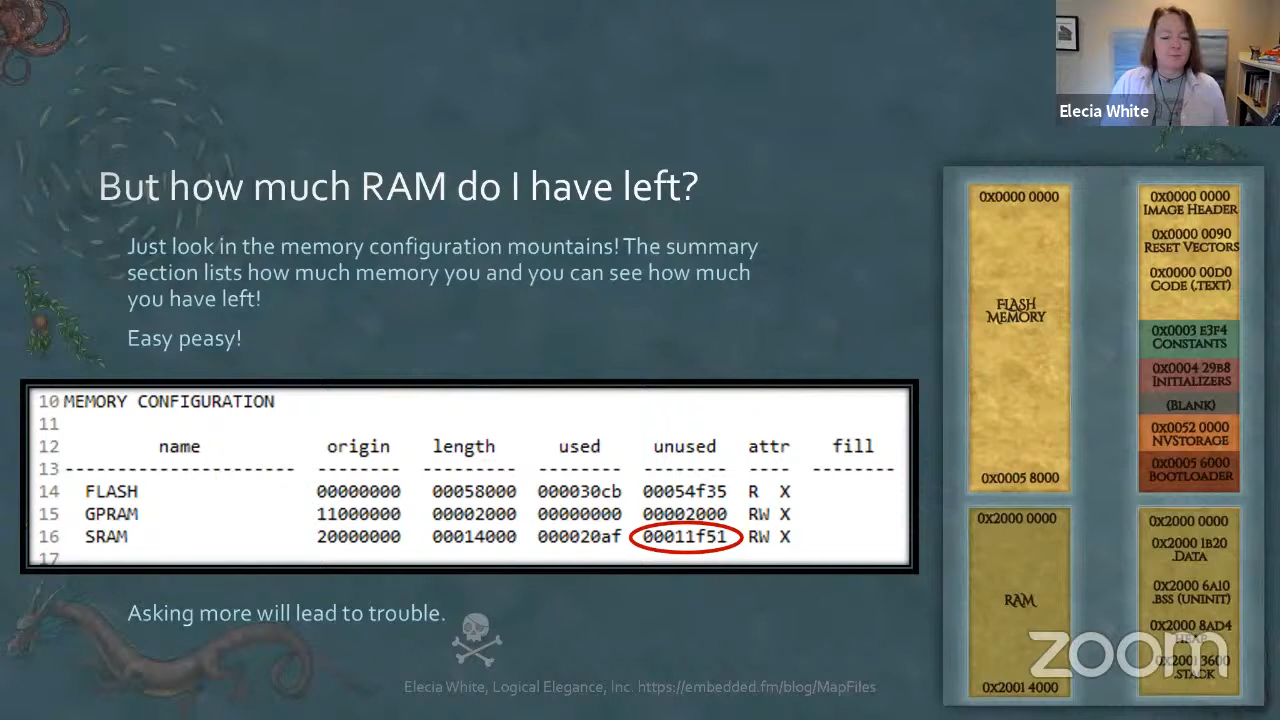 Elecia White
But how much RAM do I have left?
Just look in the memory configuration mountains! The summary
section lists how much memory you and you can see how much
you have left!
Easy peasy!
10 MEMORY CONFIGURATION
11
12 name origin length used unused attr fill
13 ---------------------- -------- --------- -------- -------- ---- --------
14 FLASH 00000000 00058000 000030cb 00054f35 R X
15 GPRAM 11000000 00002000 00000000 00002000 RW X
16 SRAM 20000000 00014000 000020af 00011f51 RW X
17
Asking more will lead to trouble.
Elecia White, Logical Elegance, Inc. https://embedded.fm/blog/MapFiles
0x0000 0000
Flash
Memory
0x0005 8000
0x2000 0000
RAM
0x2001 4000
0x0000 0000
Image Header
0x0000 0090
Reset Vectors
0x0000 00D0
Code (.text)
0x0003 E3F4
Constants
0x0004 29B8
Initializers
(Blank)
0x0052 0000
NVStorage
0x0005 6000
Bootloader
0x2000 0000
0x2000 1B20
.data
0x2000 6A10
.bss (uninit)
0x2000 8AD4
Heap
0x2001 3600
.stack
zoom